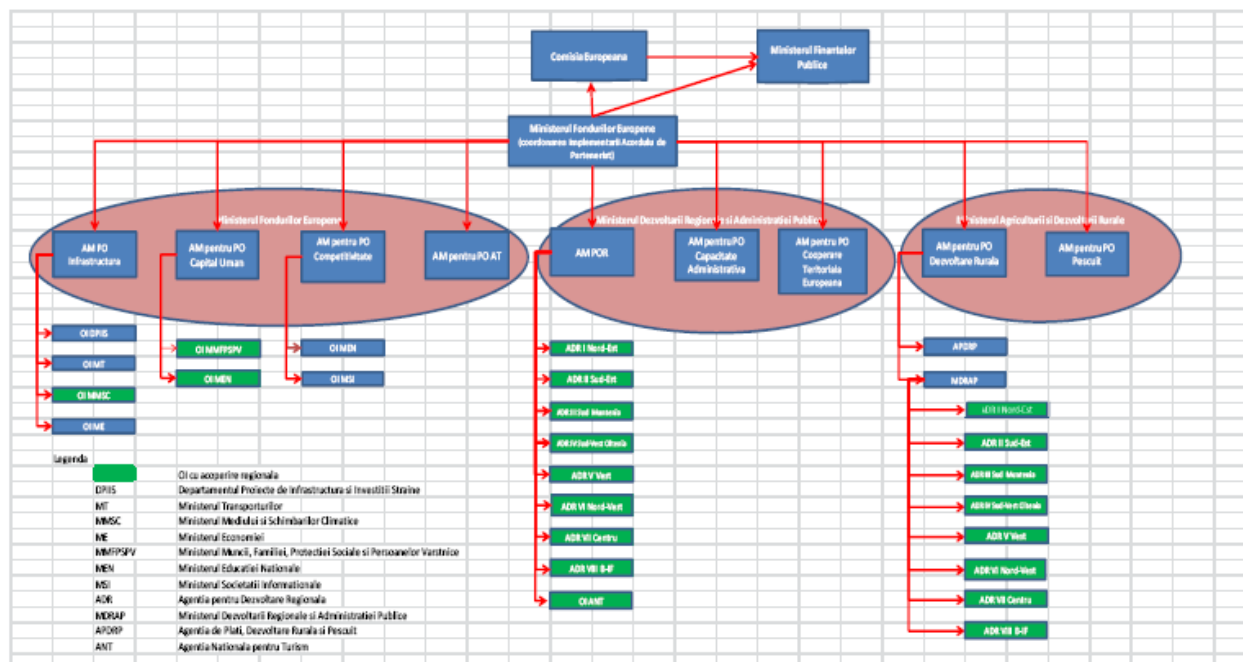 Comisia Europeana
Ministerul Finantelor
Publice
Ministerul Fondurilor Europene
(coordonarea implementarii Acordului de
Parteneriat)
Ministerul Fondurilor Europene
Ministerul Dezvoltarii Regionale si Administratiei Publice
Ministerul Agriculturii si Dezvoltarii Rurale
AM PO
Infrastructura
AM pentru PO
Capital Uman
AM pentru PO
Competitivitate
AM pentru PO AT
AM POR
AM pentru PO
Capacitate
Administrativa
AM pentru PO
Cooperare
Teritoriala
Europeana
AM pentru PO
Dezvoltare Rurala
AM pentru PO
Pescuit
OI DPIIS
OI MT
OI MMSC
OI ME
OI MMFPSPV
OI MEN
OI MEN
OI MSI
ADR I Nord-Est
ADR II Sud-Est
ADR III Sud Muntenia
ADR IV Sud-Vest Oltenia
ADR V Vest
ADR VI Nord-Vest
ADR VII Centru
ADR VIII B-IF
OI ANT
APDRP
MDRAP
ADR I Nord-Est
ADR II Sud-Est
ADR III Sud Muntenia
ADR IV Sud-Vest Oltenia
ADR V Vest
ADR VI Nord-Vest
ADR VII Centru
ADR VIII B-IF
Legenda
OI cu acoperire regionala
DPIIS Departamentul Proiecte de Infrastructura si Investitii Straine
MT Ministerul Transporturilor
MMSC Ministerul Mediului si Schimbarilor Climatice
ME Ministerul Economiei
MMFPSPV Ministerul Muncii, Familiei, Protectiei Sociale si Persoanelor Varstnice
MEN Ministerul Educatiei Nationale
MSI Ministerul Societatii Informationale
ADR Agentia pentru Dezvoltare Regionala
MDRAP Ministerul Dezvoltarii Regionale si Administratiei Publice
APDRP Agentia de Plati, Dezvoltare Rurala si Pescuit
ANT Agentia Nationala pentru Turism